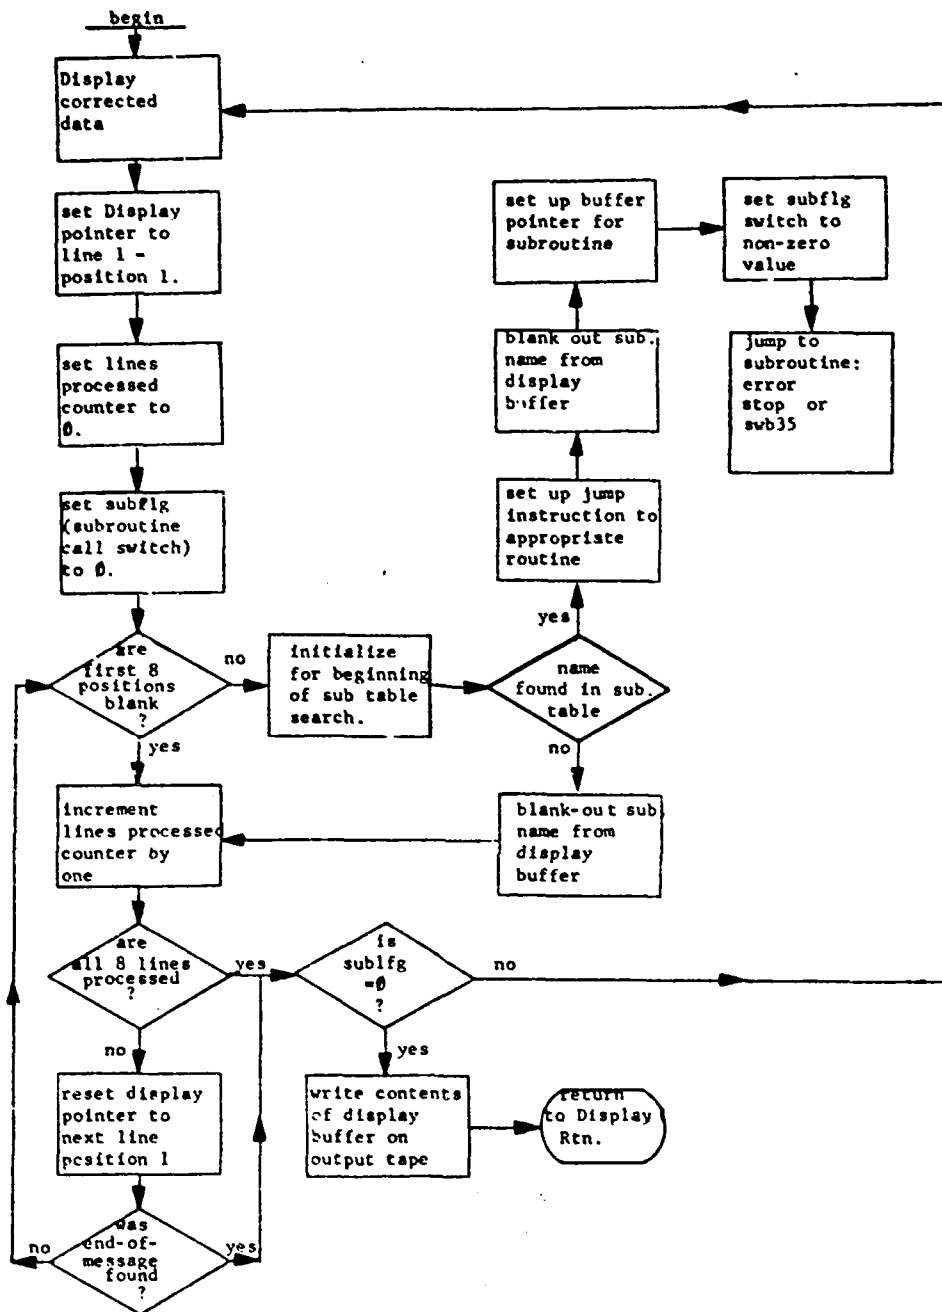 begin
Display
corrected
data
set Display
pointer to
line 1 -
position 1.
set lines
processed
counter to
0.
set subflg
(subroutine
call switch)
to 0.
are
first 8
positions
blank
?
no
yes
initialize
for beginning
of sub table
search.
name
found in sub.
table
yes
no
set up jump
instruction to
appropriate
routine
blank out sub.
name from
display
buffer
set up buffer
pointer for
subroutine
set subflg
switch to
non-zero
value
jump to
subroutine:
error
stop or
swb35
blank-out sub
name from
display
buffer
increment
lines processed
counter by
one
are
all 8 lines
processed
?
yes
no
is
sublfg
=0
?
no
yes
write contents
of display
buffer on
output tape
return
to Display
Rtn.
reset display
pointer to
next line
position 1
was
end-of-
message
found
?
no
yes